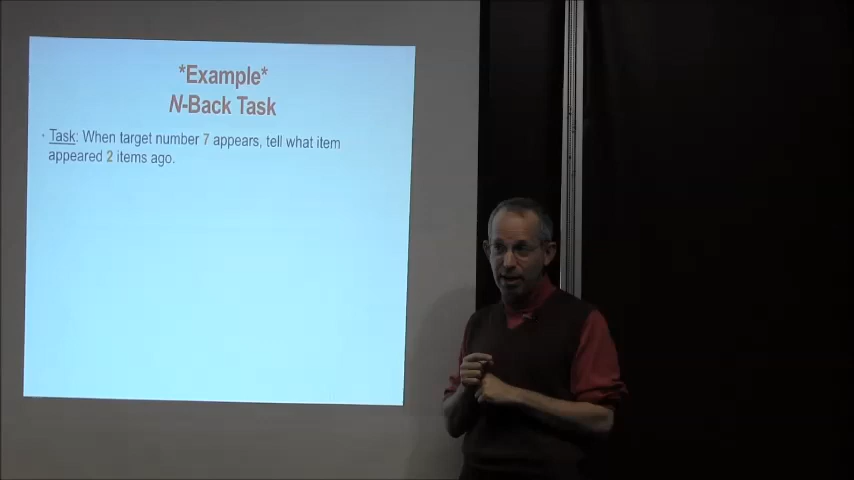 *Example*
N-Back Task
• Task: When target number 7 appears, tell what item
appeared 2 items ago.